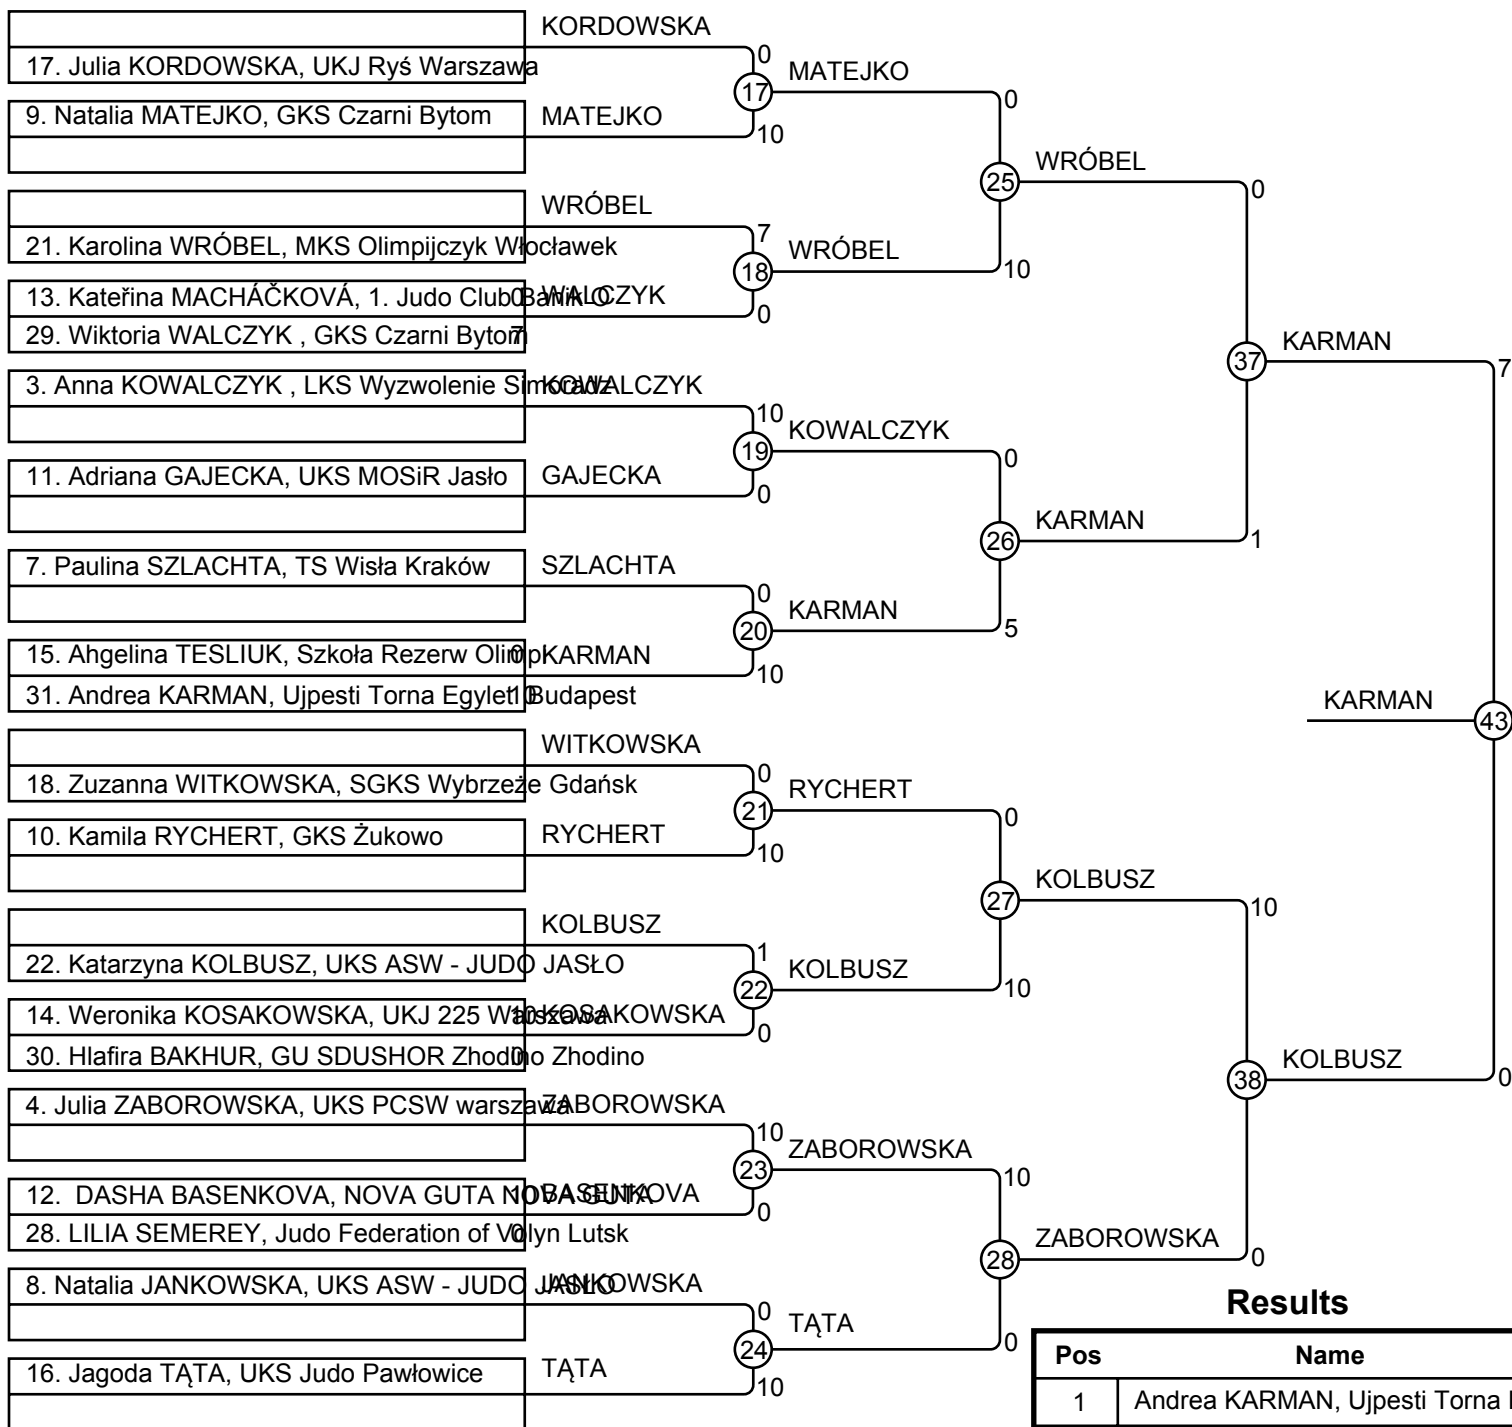 KORDOWSKA
17. Julia KORDOWSKA, UKJ Ryś Warszawa
0
17
MATEJKO
9. Natalia MATEJKO, GKS Czarni Bytom
MATEJKO
10
0
25
WRÓBEL
WRÓBEL
21. Karolina WRÓBEL, MKS Olimpijczyk Włocławek
7
18
WRÓBEL
10
13. Kateřina MACHÁČKOVÁ, 1. Judo Club Baník O
0
WALCZYK
0
29. Wiktoria WALCZYK , GKS Czarni Bytom
7
0
37
KARMAN
7
3. Anna KOWALCZYK , LKS Wyzwolenie Simoradz
KOWALCZYK
10
19
KOWALCZYK
11. Adriana GAJECKA, UKS MOSiR Jasło
GAJECKA
0
0
26
KARMAN
1
7. Paulina SZLACHTA, TS Wisła Kraków
SZLACHTA
0
20
KARMAN
5
15. Ahgelina TESLIUK, Szkoła Rezerw Olimpi
0
KARMAN
10
31. Andrea KARMAN, Ujpesti Torna Egylet Budapest
10
KARMAN
43
WITKOWSKA
18. Zuzanna WITKOWSKA, SGKS Wybrzeże Gdańsk
0
21
RYCHERT
10. Kamila RYCHERT, GKS Żukowo
RYCHERT
10
0
27
KOLBUSZ
10
KOLBUSZ
22. Katarzyna KOLBUSZ, UKS ASW - JUDO JASŁO
1
22
KOLBUSZ
10
14. Weronika KOSAKOWSKA, UKJ 225 Warszawa
10
KOSAKOWSKA
0
30. Hlafira BAKHUR, GU SDUSHOR Zhodino Zhodino
0
38
KOLBUSZ
0
4. Julia ZABOROWSKA, UKS PCSW warszawa
ZABOROWSKA
10
23
ZABOROWSKA
10
12. DASHA BASENKOVA, NOVA GUTA NOVA GUTA
10
BASENKOVA
0
28. LILIA SEMEREY, Judo Federation of Volyn Lutsk
0
28
ZABOROWSKA
0
8. Natalia JANKOWSKA, UKS ASW - JUDO JASŁO
JANKOWSKA
0
24
TĄTA
0
16. Jagoda TĄTA, UKS Judo Pawłowice
TĄTA
10
Results
Pos Name
1 Andrea KARMAN, Ujpesti Torna